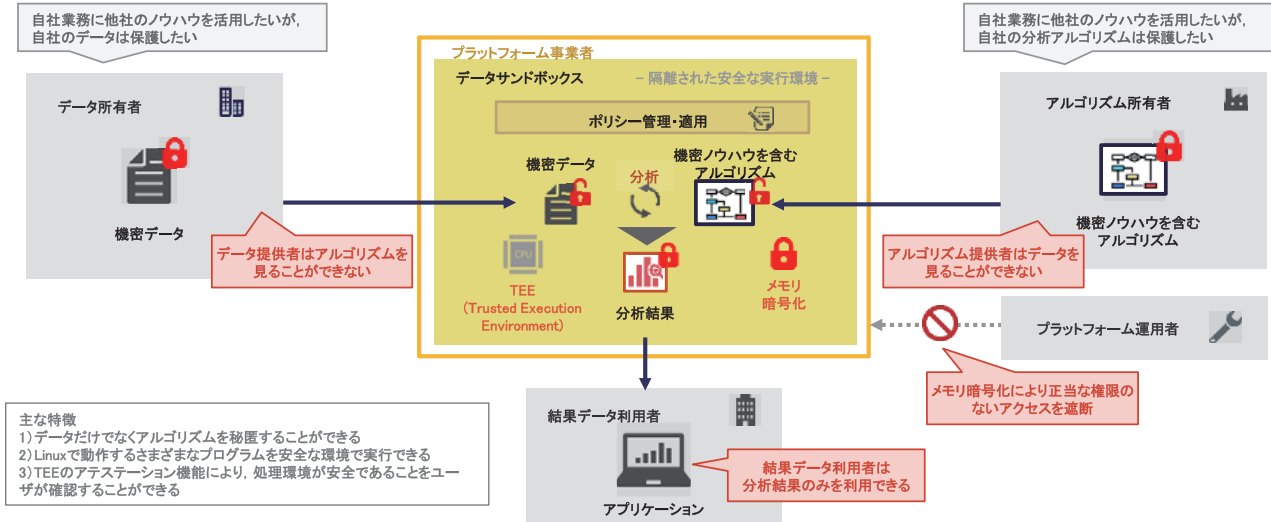 自社業務に他社のノウハウを活用したいが,
自社のデータは保護したい
データ所有者
機密データ
データ提供者はアルゴリズムを
見ることができない
プラットフォーム事業者
データサンドボックス
－隔離された安全な実行環境－
ポリシー管理・適用
機密データ
分析
機密ノウハウを含む
アルゴリズム
CPU
TEE
(Trusted Execution
Environment)
分析結果
メモリ
暗号化
自社業務に他社のノウハウを活用したいが,
自社の分析アルゴリズムは保護したい
アルゴリズム所有者
機密ノウハウを含む
アルゴリズム
アルゴリズム提供者はデータを
見ることができない
プラットフォーム運用者
メモリ暗号化により正当な権限の
ないアクセスを遮断
結果データ利用者
アプリケーション
結果データ利用者は
分析結果のみを利用できる
主な特徴
1)データだけでなくアルゴリズムを秘匿することができる
2)Linuxで動作するさまざまなプログラムを安全な環境で実行できる
3)TEEのアテステーション機能により, 処理環境が安全であることをユー
ザが確認することができる